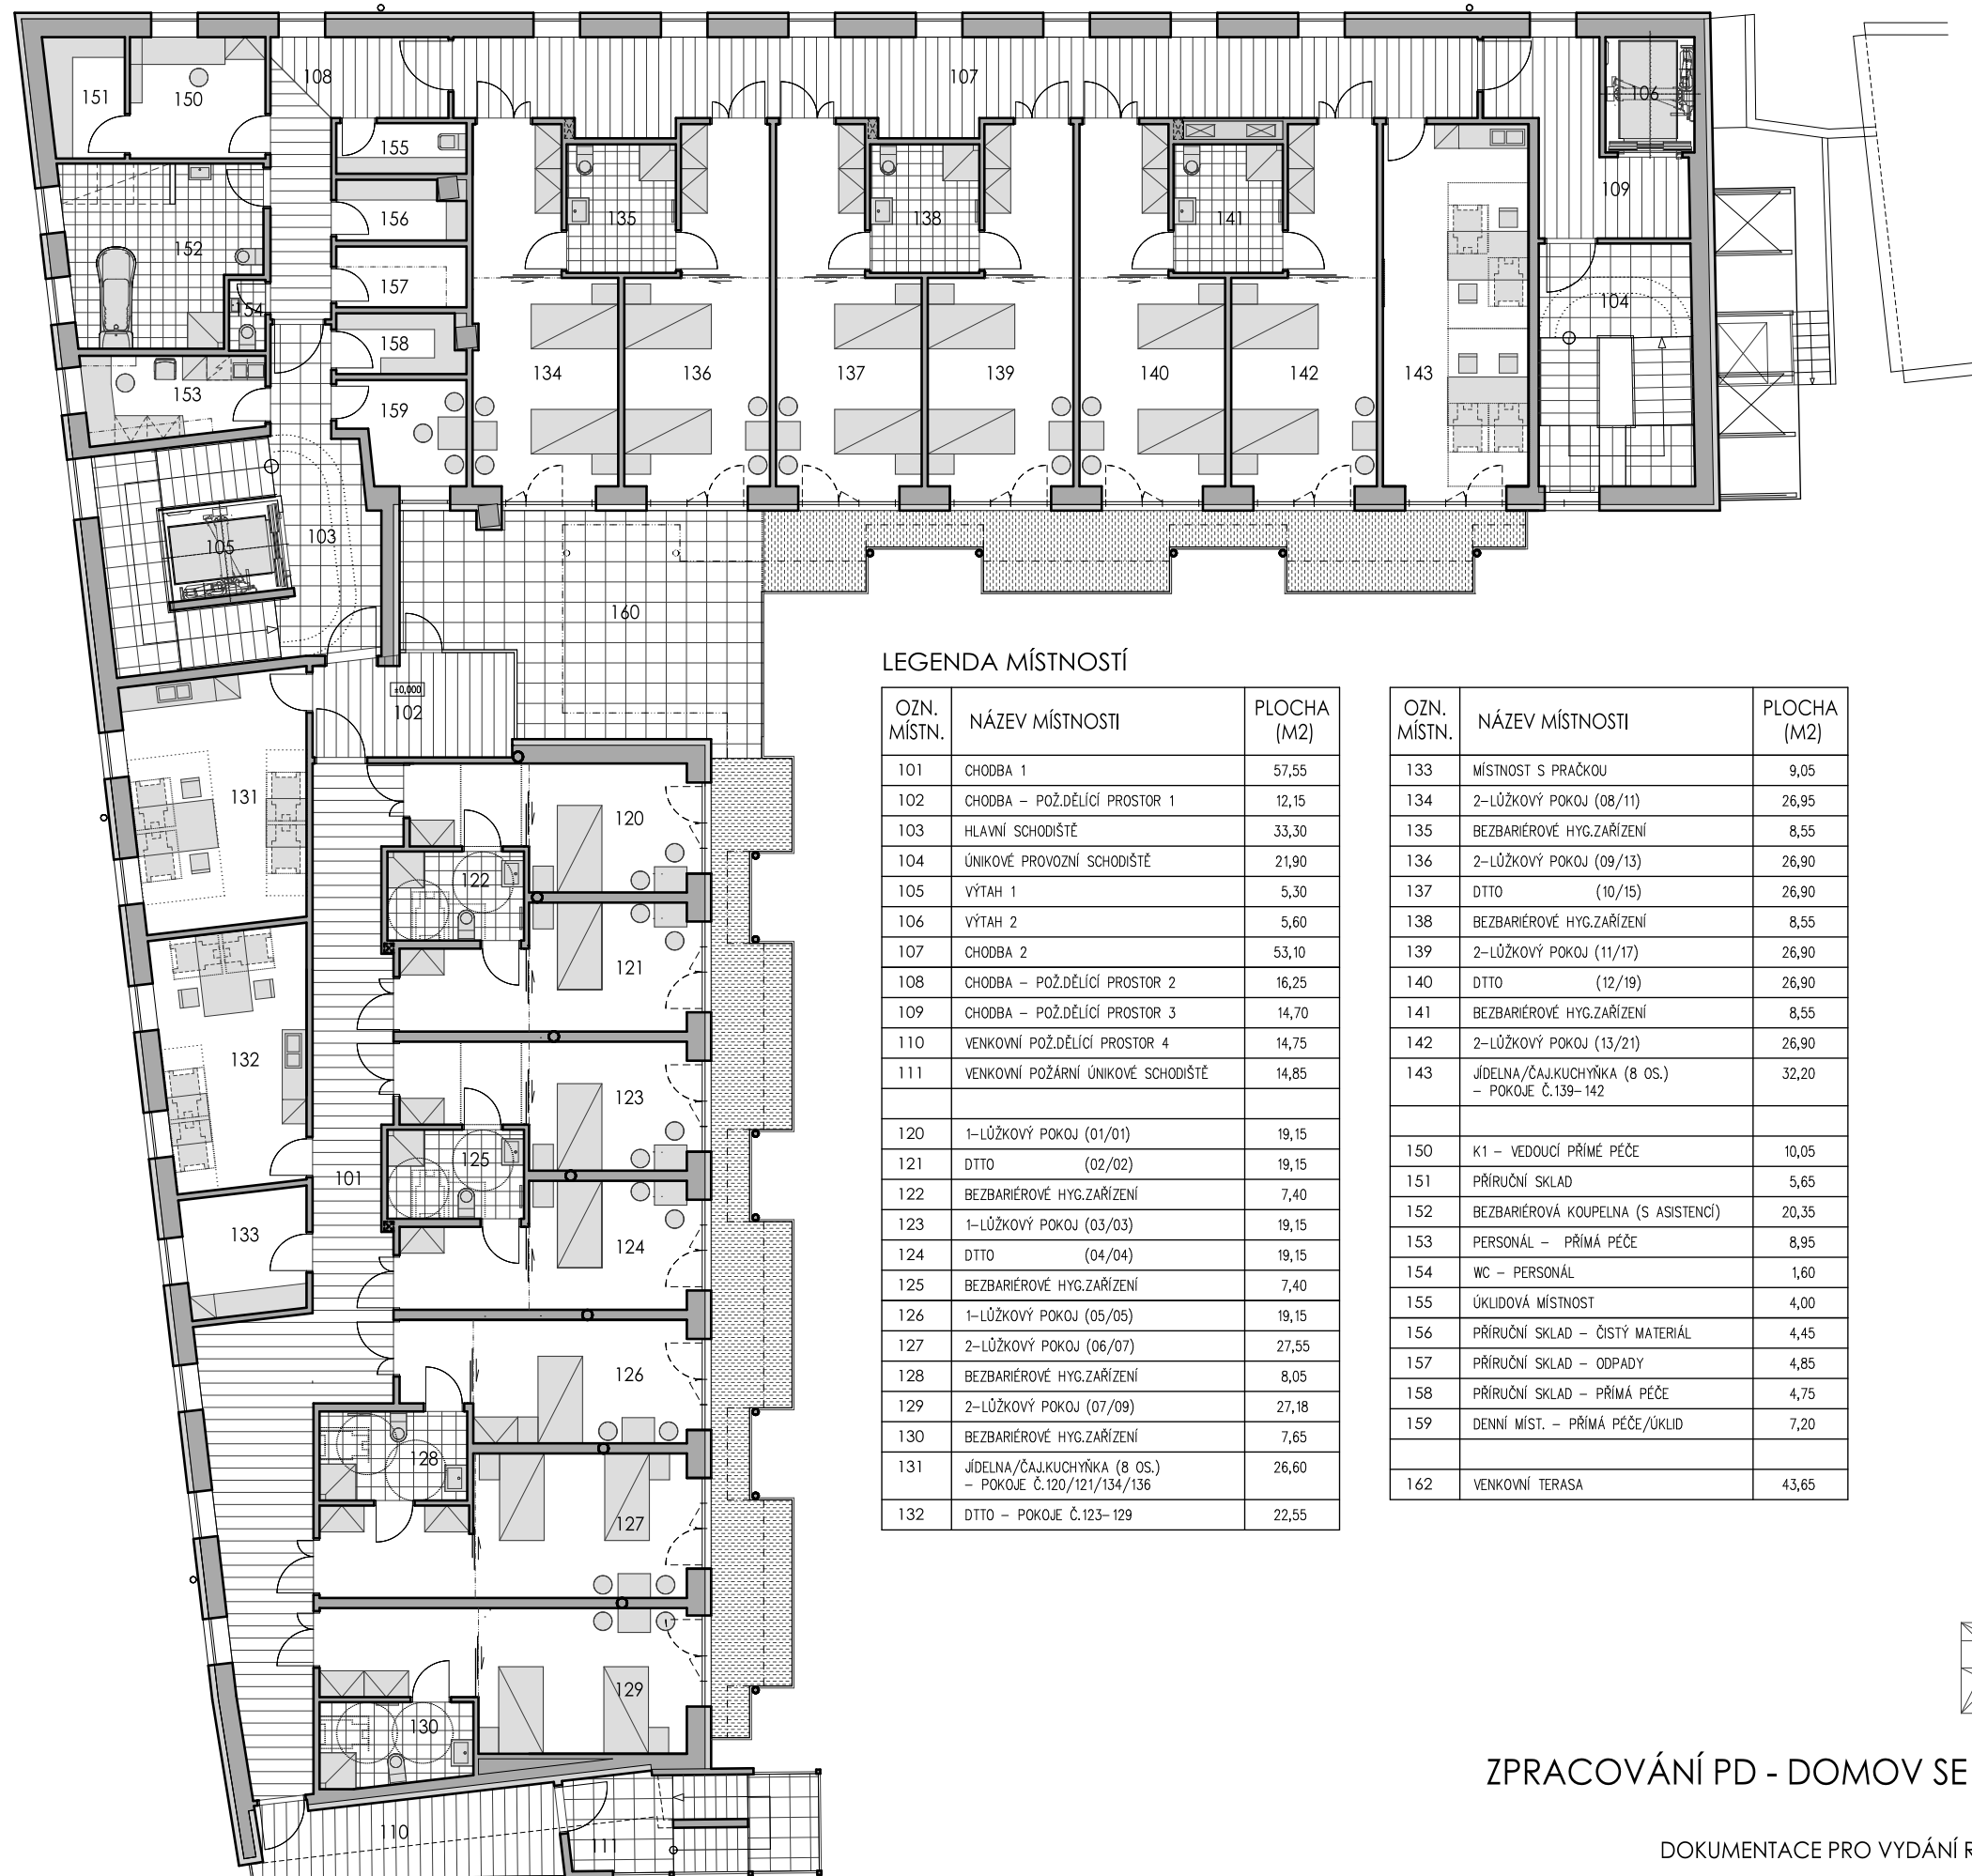 108
107
151
150
106
155
109
156
135
138
141
152
157
154
104
158
134
136
137
139
140
142
143
153
159
103
105
160
±0,000
102
131
120
122
121
132
123
125
101
133
124
126
128
127
129
130
110
111
LEGENDA MÍSTNOSTÍ
OZN. MÍSTN. NÁZEV MÍSTNOSTI PLOCHA (M2)
101 CHODBA 1 57,55
102 CHODBA – POŽ.DĚLÍCÍ PROSTOR 1 12,15
103 HLAVNÍ SCHODIŠTĚ 33,30
104 ÚNIKOVÉ PROVOZNÍ SCHODIŠTĚ 21,90
105 VÝTAH 1 5,30
106 VÝTAH 2 5,60
107 CHODBA 2 53,10
108 CHODBA – POŽ.DĚLÍCÍ PROSTOR 2 16,25
109 CHODBA – POŽ.DĚLÍCÍ PROSTOR 3 14,70
110 VENKOVNÍ POŽ.DĚLÍCÍ PROSTOR 4 14,75
111 VENKOVNÍ POŽÁRNÍ ÚNIKOVÉ SCHODIŠTĚ 14,85
120 1–LŮŽKOVÝ POKOJ (01/01) 19,15
121 DTTO (02/02) 19,15
122 BEZBARIÉROVÉ HYG.ZAŘÍZENÍ 7,40
123 1–LŮŽKOVÝ POKOJ (03/03) 19,15
124 DTTO (04/04) 19,15
125 BEZBARIÉROVÉ HYG.ZAŘÍZENÍ 7,40
126 1–LŮŽKOVÝ POKOJ (05/05) 19,15
127 2–LŮŽKOVÝ POKOJ (06/07) 27,55
128 BEZBARIÉROVÉ HYG.ZAŘÍZENÍ 8,05
129 2–LŮŽKOVÝ POKOJ (07/09) 27,18
130 BEZBARIÉROVÉ HYG.ZAŘÍZENÍ 7,65
131 JÍDELNA/ČAJ.KUCHYŇKA (8 OS.) 26,60
– POKOJE Č.120/121/134/136
132 DTTO – POKOJE Č.123–129 22,55
OZN. MÍSTN. NÁZEV MÍSTNOSTI PLOCHA (M2)
133 MÍSTNOST S PRAČKOU 9,05
134 2–LŮŽKOVÝ POKOJ (08/11) 26,95
135 BEZBARIÉROVÉ HYG.ZAŘÍZENÍ 8,55
136 2–LŮŽKOVÝ POKOJ (09/13) 26,90
137 DTTO (10/15) 26,90
138 BEZBARIÉROVÉ HYG.ZAŘÍZENÍ 8,55
139 2–LŮŽKOVÝ POKOJ (11/17) 26,90
140 DTTO (12/19) 26,90
141 BEZBARIÉROVÉ HYG.ZAŘÍZENÍ 8,55
142 2–LŮŽKOVÝ POKOJ (13/21) 26,90
143 JÍDELNA/ČAJ.KUCHYŇKA (8 OS.) 32,20
– POKOJE Č.139–142
150 K1 – VEDOUCÍ PŘÍMÉ PÉČE 10,05
151 PŘÍRUČNÍ SKLAD 5,65
152 BEZBARIÉROVÁ KOUPELNA (S ASISTENCÍ) 20,35
153 PERSONÁL – PŘÍMÁ PÉČE 8,95
154 WC – PERSONÁL 1,60
155 ÚKLIDOVÁ MÍSTNOST 4,00
156 PŘÍRUČNÍ SKLAD – ČISTÝ MATERIÁL 4,45
157 PŘÍRUČNÍ SKLAD – ODPADY 4,85
158 PŘÍRUČNÍ SKLAD – PŘÍMÁ PÉČE 4,75
159 DENNÍ MÍST. – PŘÍMÁ PÉČE/ÚKLID 7,20
162 VENKOVNÍ TERASA 43,65
ZPRACOVÁNÍ PD - DOMOV SE
DOKUMENTACE PRO VYDÁNÍ R